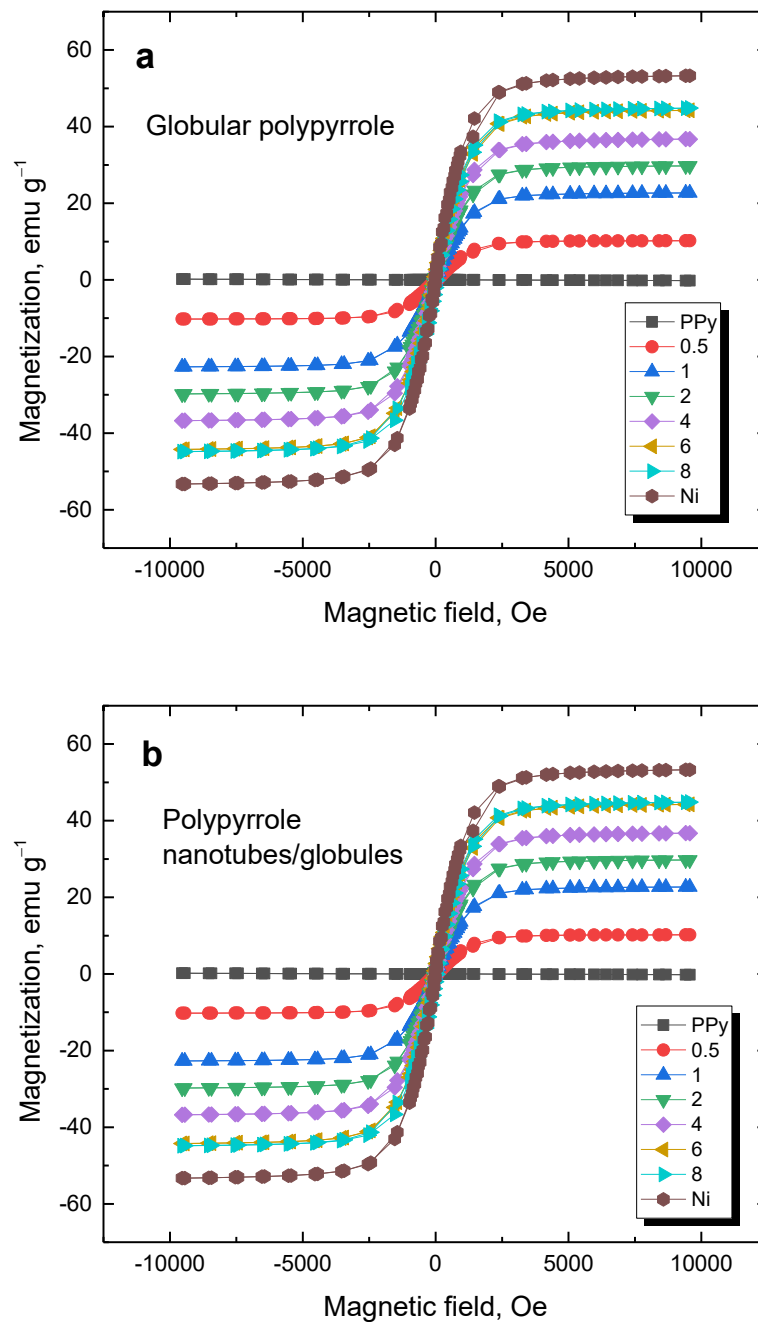 a
Globular polypyrrole
Magnetization, emu g⁻¹
60
40
20
0
-20
-40
-60
-10000 -5000 0 5000 10000
Magnetic field, Oe
PPy
0.5
1
2
4
6
8
Ni
b
Polypyrrole
nanotubes/globules
Magnetization, emu g⁻¹
60
40
20
0
-20
-40
-60
-10000 -5000 0 5000 10000
Magnetic field, Oe
PPy
0.5
1
2
4
6
8
Ni